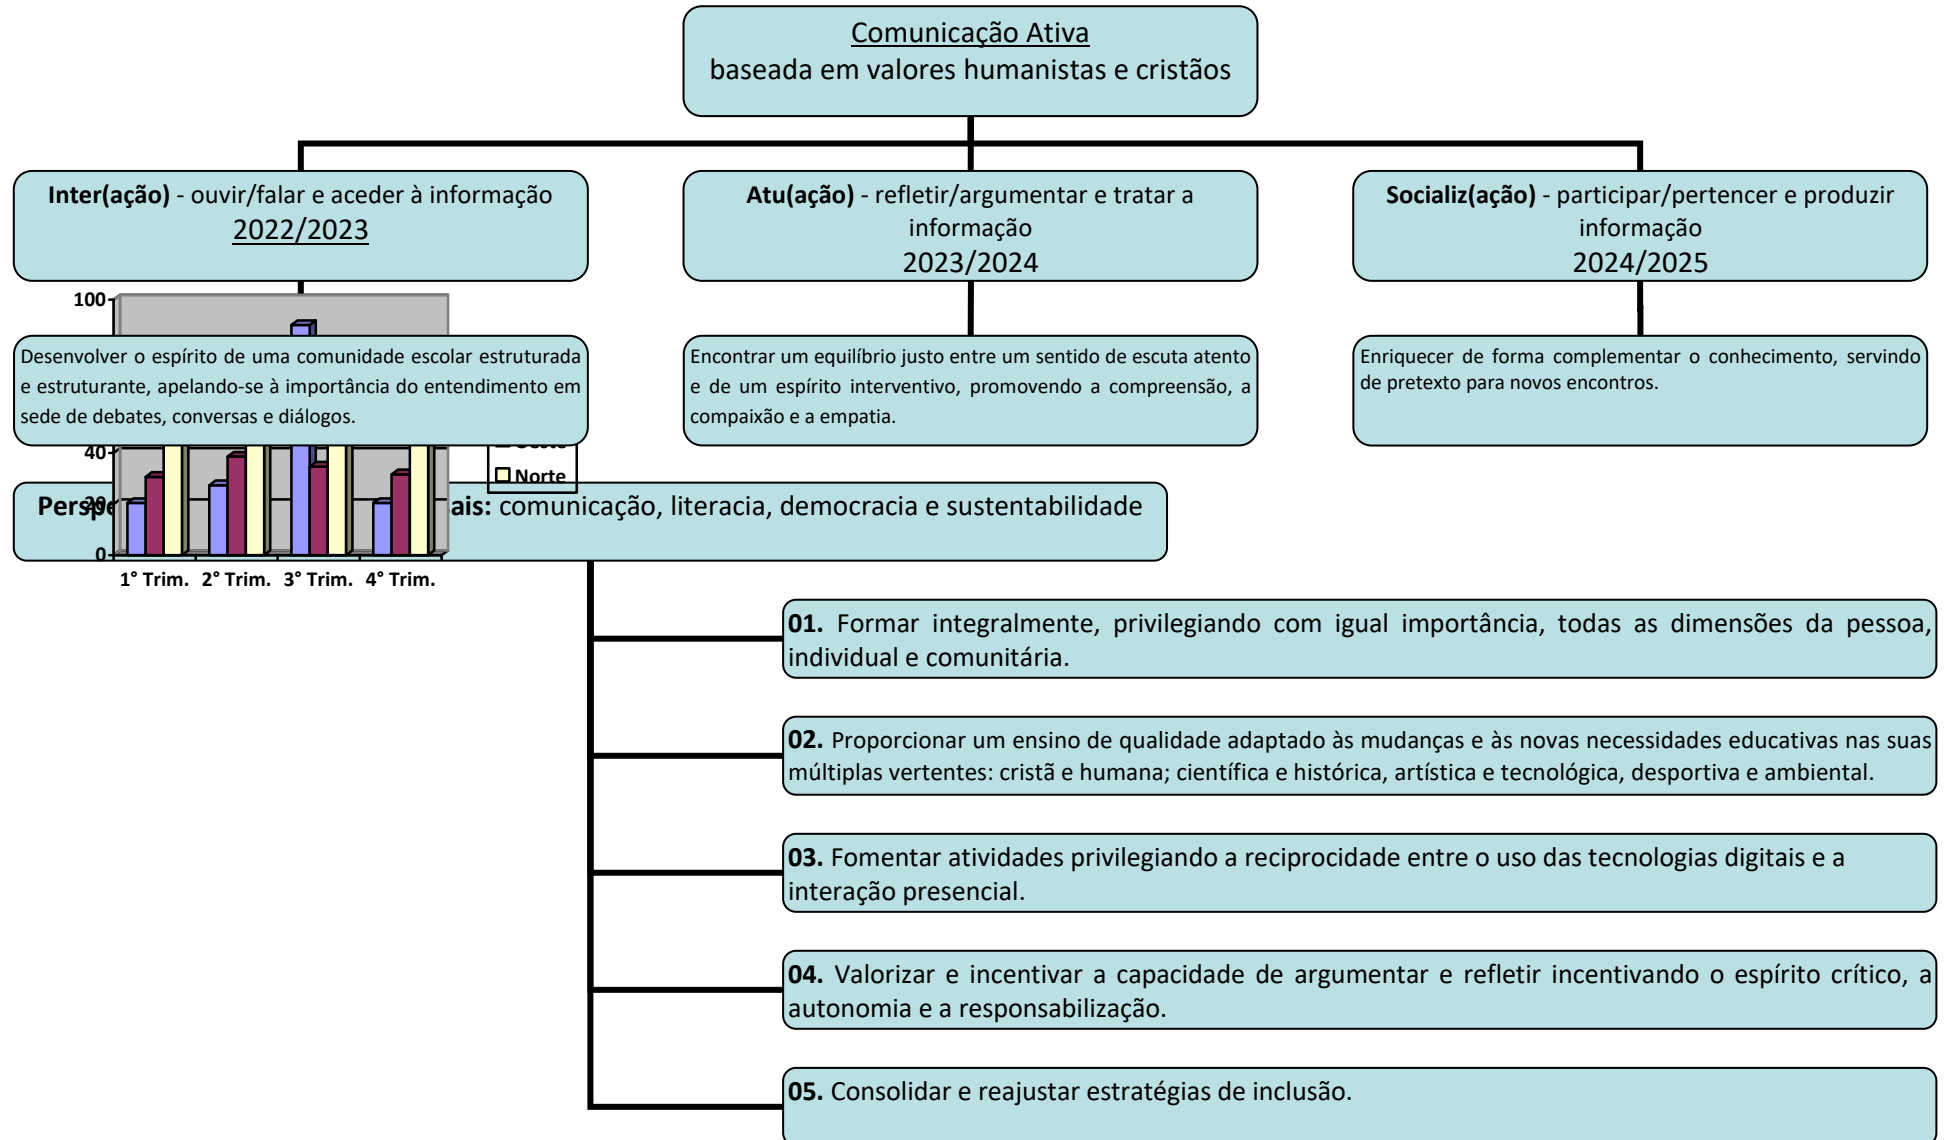 Comunicação Ativa
baseada em valores humanistas e cristãos
Inter(ação) - ouvir/falar e aceder à informação
2022/2023
Atu(ação) - refletir/argumentar e tratar a
informação
2023/2024
Socializ(ação) - participar/pertencer e produzir
informação
2024/2025
100
Desenvolver o espírito de uma comunidade escolar estruturada
e estruturante, apelando-se à importância do entendimento em
sede de debates, conversas e diálogos.
Encontrar um equilíbrio justo entre um sentido de escuta atento
e de um espírito interventivo, promovendo a compreensão, a
compaixão e a empatia.
Enriquecer de forma complementar o conhecimento, servindo
de pretexto para novos encontros.
40
Norte
20
ais: comunicação, literacia, democracia e sustentabilidade
0
1° Trim. 2° Trim. 3° Trim. 4° Trim.
01. Formar integralmente, privilegiando com igual importância, todas as dimensões da pessoa,
individual e comunitária.
02. Proporcionar um ensino de qualidade adaptado às mudanças e às novas necessidades educativas nas suas
múltiplas vertentes: cristã e humana; científica e histórica, artística e tecnológica, desportiva e ambiental.
03. Fomentar atividades privilegiando a reciprocidade entre o uso das tecnologias digitais e a
interação presencial.
04. Valorizar e incentivar a capacidade de argumentar e refletir incentivando o espírito crítico, a
autonomia e a responsabilização.
05. Consolidar e reajustar estratégias de inclusão.